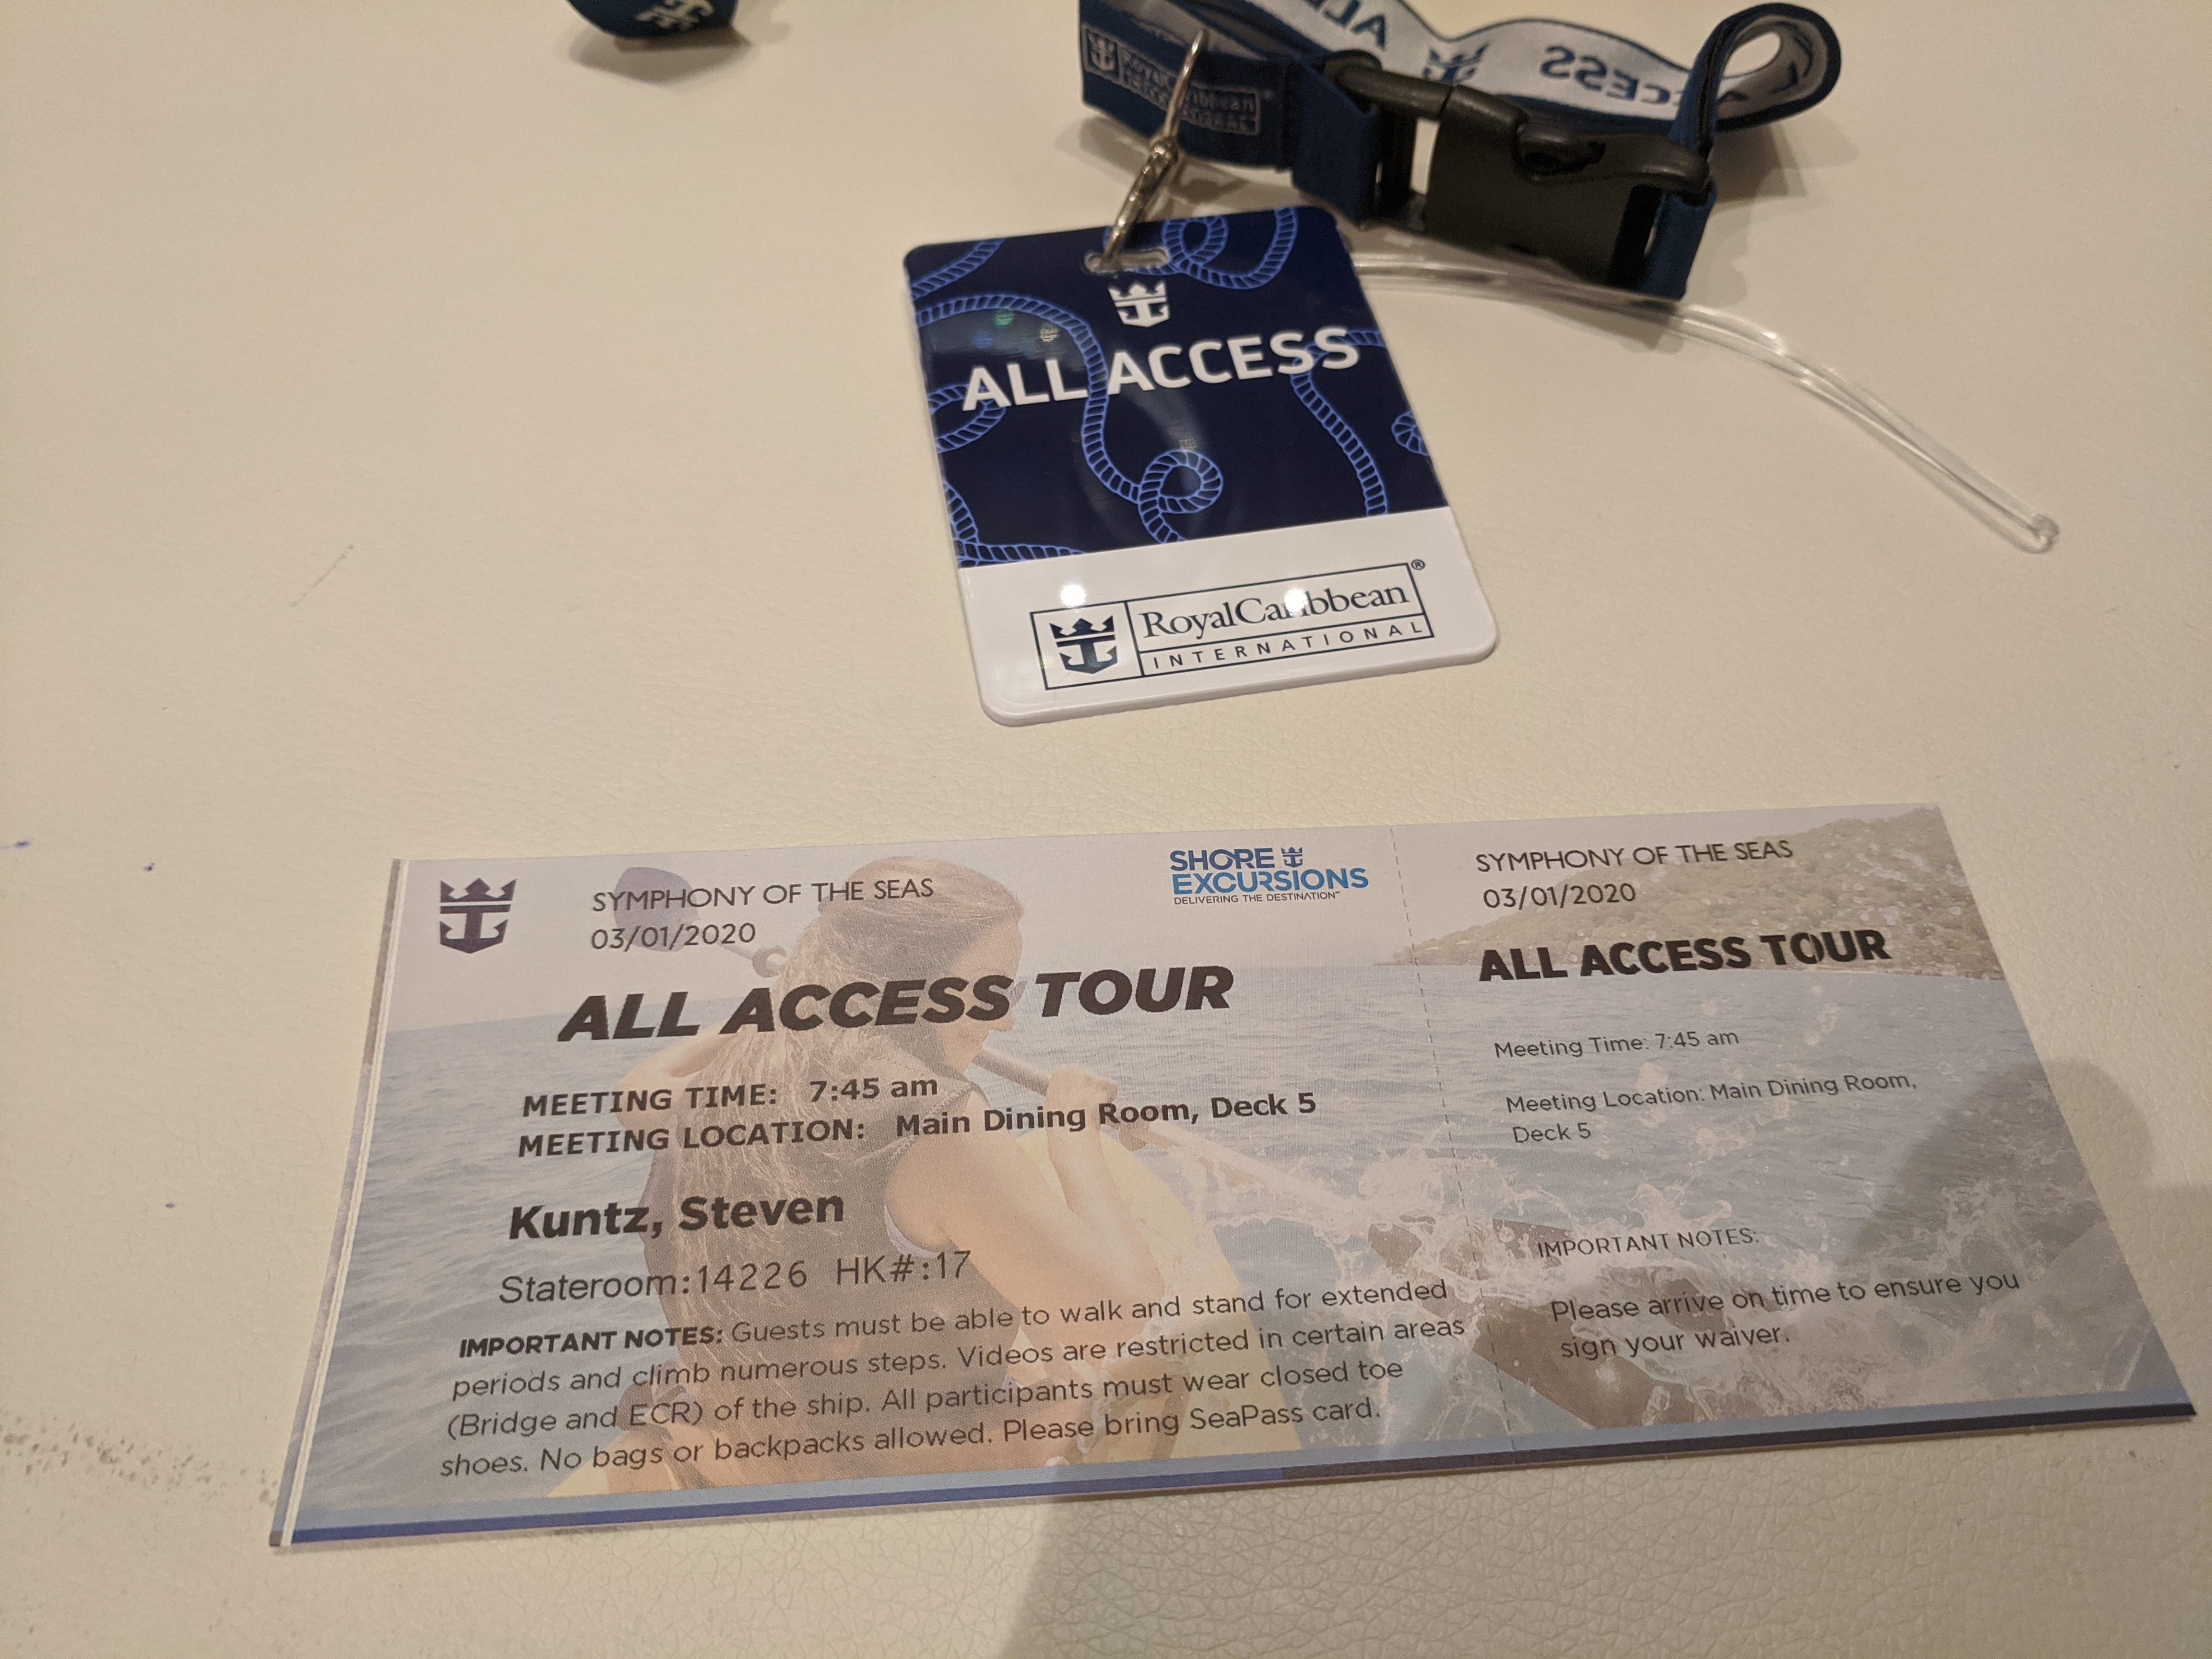 RoyalCaribbean
ACCESS
ALL ACCESS
RoyalCaribbean®
INTERNATIONAL
SYMPHONY OF THE SEAS
03/01/2020
SHORE
EXCURSIONS
DELIVERING THE DESTINATION℠
ALL ACCESS TOUR
MEETING TIME: 7:45 am
MEETING LOCATION: Main Dining Room, Deck 5
Kuntz, Steven
Stateroom:14226 HK#:17
IMPORTANT NOTES: Guests must be able to walk and stand for extended
periods and climb numerous steps. Videos are restricted in certain areas
(Bridge and ECR) of the ship. All participants must wear closed toe
shoes. No bags or backpacks allowed. Please bring SeaPass card.
SYMPHONY OF THE SEAS
03/01/2020
ALL ACCESS TOUR
Meeting Time: 7:45 am
Meeting Location: Main Dining Room,
Deck 5
IMPORTANT NOTES:
Please arrive on time to ensure you
sign your waiver.